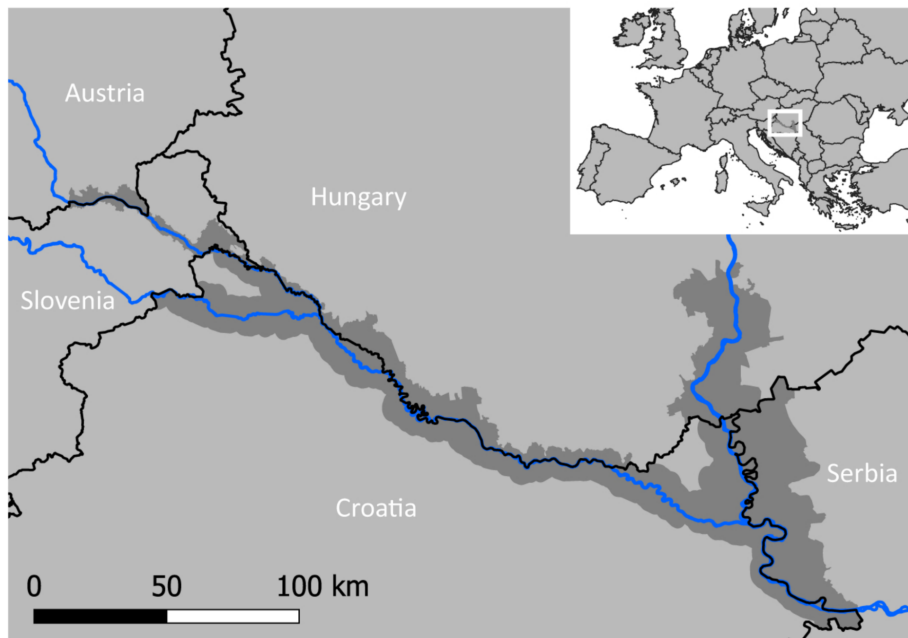 Austria
Hungary
Slovenia
Serbia
Croatia
0 50 100 km